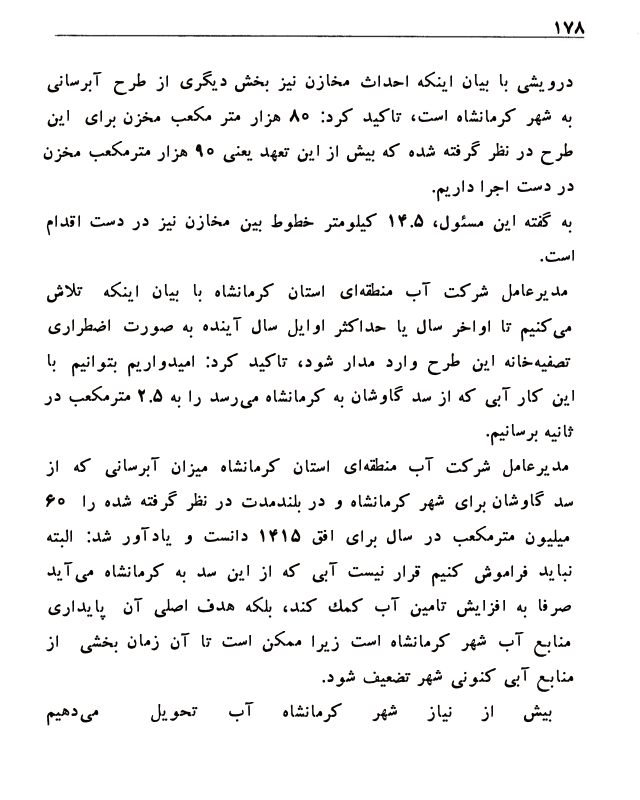 ۱۷۸
درویشی با بیان اینکه احداث مخازن نیز بخش دیگری از طرح آبرسانی
به شهر کرمانشاه است، تاکید کرد: ۸۰ هزار متر مکعب مخزن برای این
طرح در نظر گرفته شده که بیش از این تعهد یعنی ۹۰ هزار مترمکعب مخزن
در دست اجرا داریم.
به گفته این مسئول، ۱۴.۵ کیلومتر خطوط بین مخازن نیز در دست اقدام
است.
مدیرعامل شرکت آب منطقه‌ای استان کرمانشاه با بیان اینکه تلاش
می‌کنیم تا اواخر سال یا حداکثر اوایل سال آینده به صورت اضطراری
تصفیه‌خانه این طرح وارد مدار شود، تاکید کرد: امیدواریم بتوانیم با
این کار آبی که از سد گاوشان به کرمانشاه می‌رسد را به ۲.۵ مترمکعب در
ثانیه برسانیم.
مدیرعامل شرکت آب منطقه‌ای استان کرمانشاه میزان آبرسانی که از
سد گاوشان برای شهر کرمانشاه و در بلندمدت در نظر گرفته شده را ۶۰
میلیون مترمکعب در سال برای افق ۱۴۱۵ دانست و یادآور شد: البته
نباید فراموش کنیم قرار نیست آبی که از این سد به کرمانشاه می‌آید
صرفا به افزایش تامین آب کمك کند، بلکه هدف اصلی آن پایداری
منابع آب شهر کرمانشاه است زیرا ممکن است تا آن زمان بخشی از
منابع آبی کنونی شهر تضعیف شود.
بیش از نیاز شهر کرمانشاه آب تحویل می‌دهیم